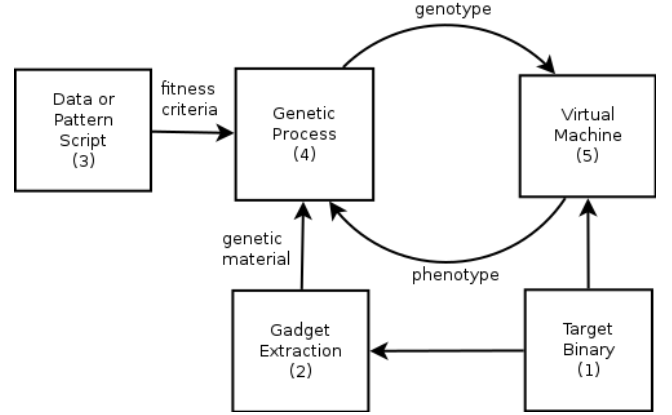 genotype
Data or
Pattern
Script
(3)
fitness
criteria
Genetic
Process
(4)
Virtual
Machine
(5)
genetic
material
phenotype
Gadget
Extraction
(2)
Target
Binary
(1)